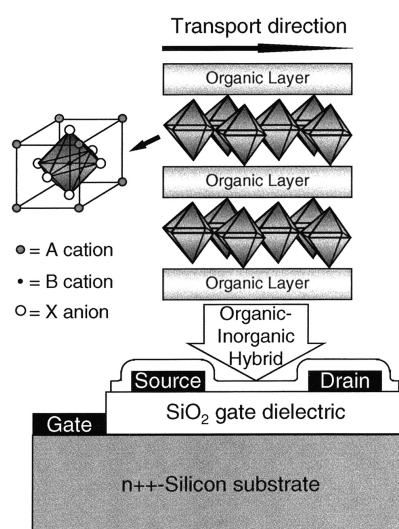 Transport direction
Organic Layer
Organic Layer
Organic Layer
= A cation
= B cation
= X anion
Organic-
Inorganic
Hybrid
Source
Drain
SiO₂ gate dielectric
Gate
n++-Silicon substrate